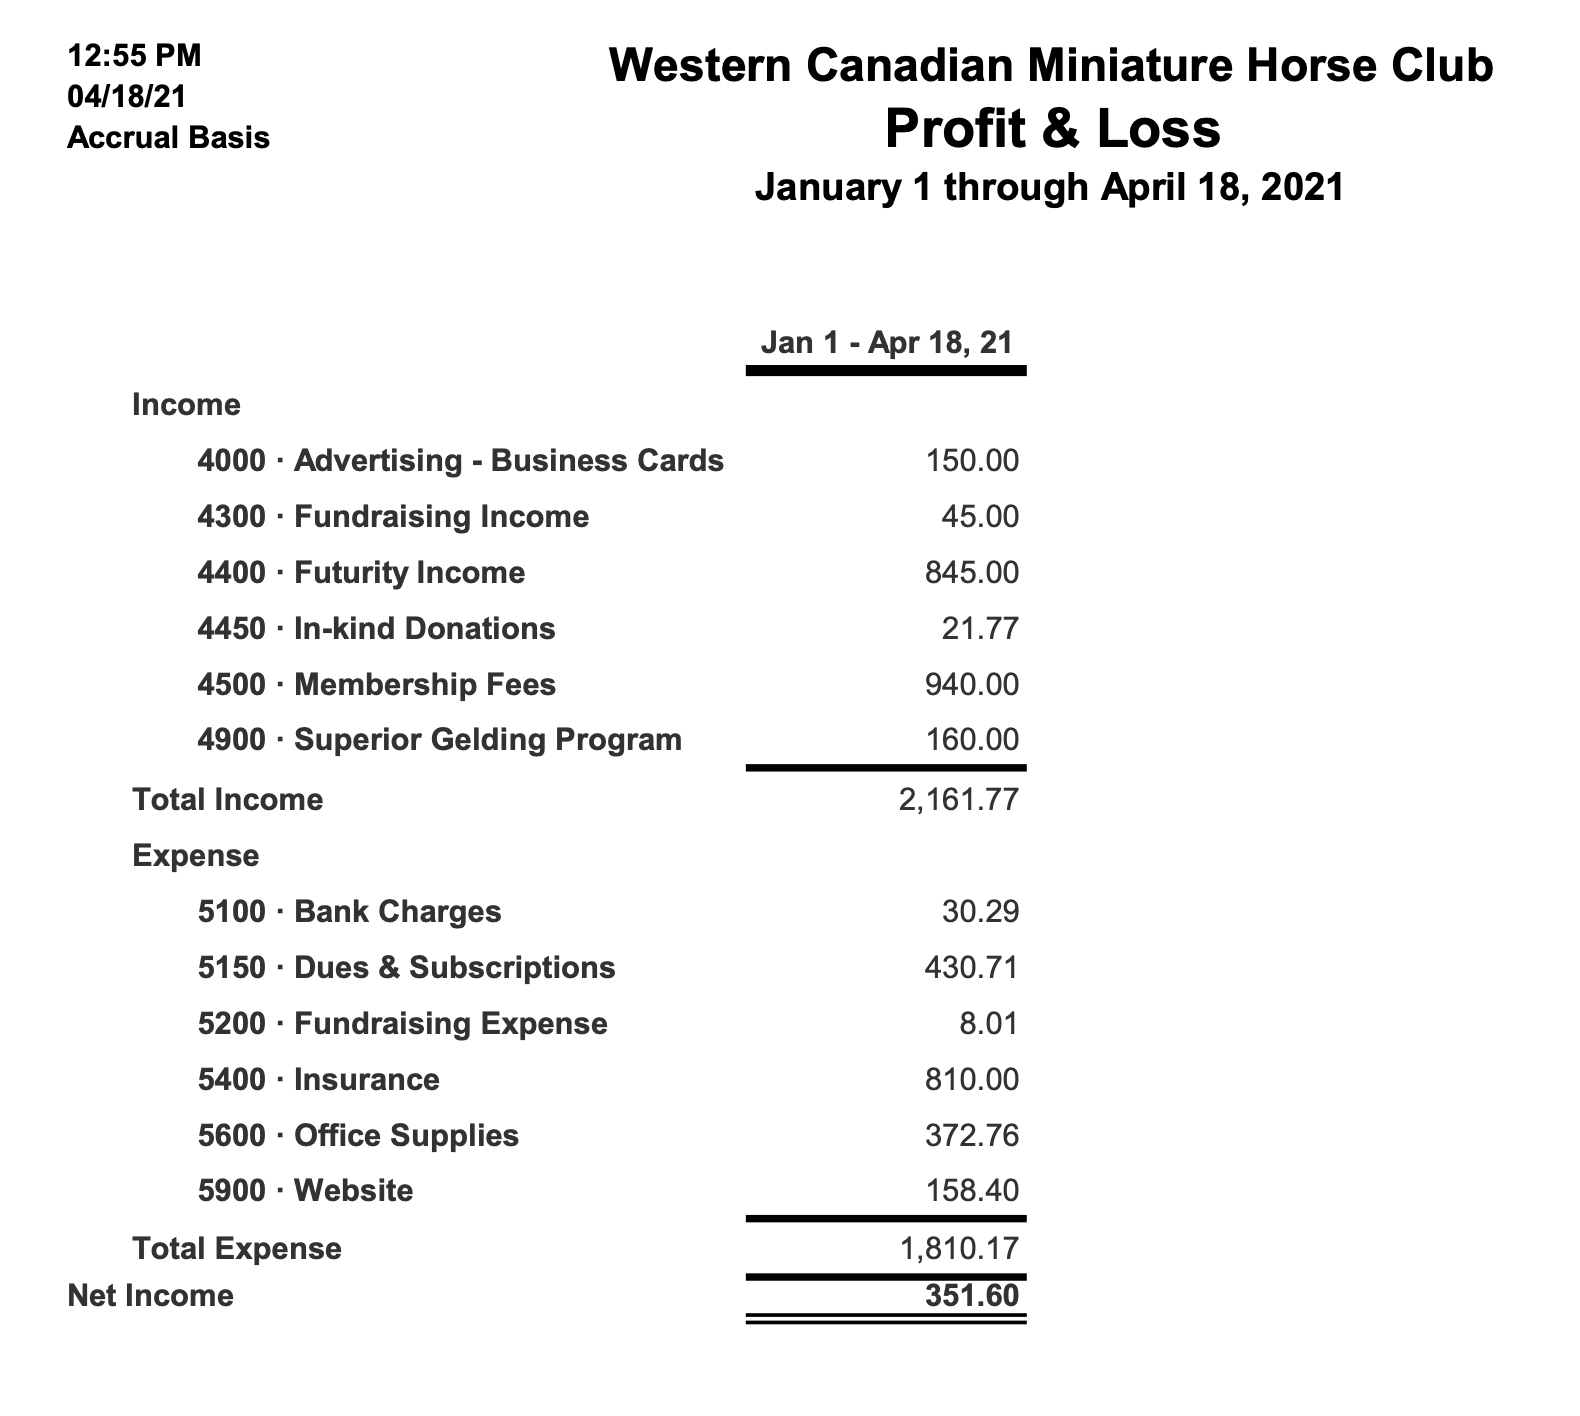 12:55 PM
04/18/21
Accrual Basis
Western Canadian Miniature Horse Club
Profit & Loss
January 1 through April 18, 2021
Jan 1 - Apr 18, 21
Income
4000 · Advertising - Business Cards 150.00
4300 · Fundraising Income 45.00
4400 · Futurity Income 845.00
4450 · In-kind Donations 21.77
4500 · Membership Fees 940.00
4900 · Superior Gelding Program 160.00
Total Income 2,161.77
Expense
5100 · Bank Charges 30.29
5150 · Dues & Subscriptions 430.71
5200 · Fundraising Expense 8.01
5400 · Insurance 810.00
5600 · Office Supplies 372.76
5900 · Website 158.40
Total Expense 1,810.17
Net Income 351.60